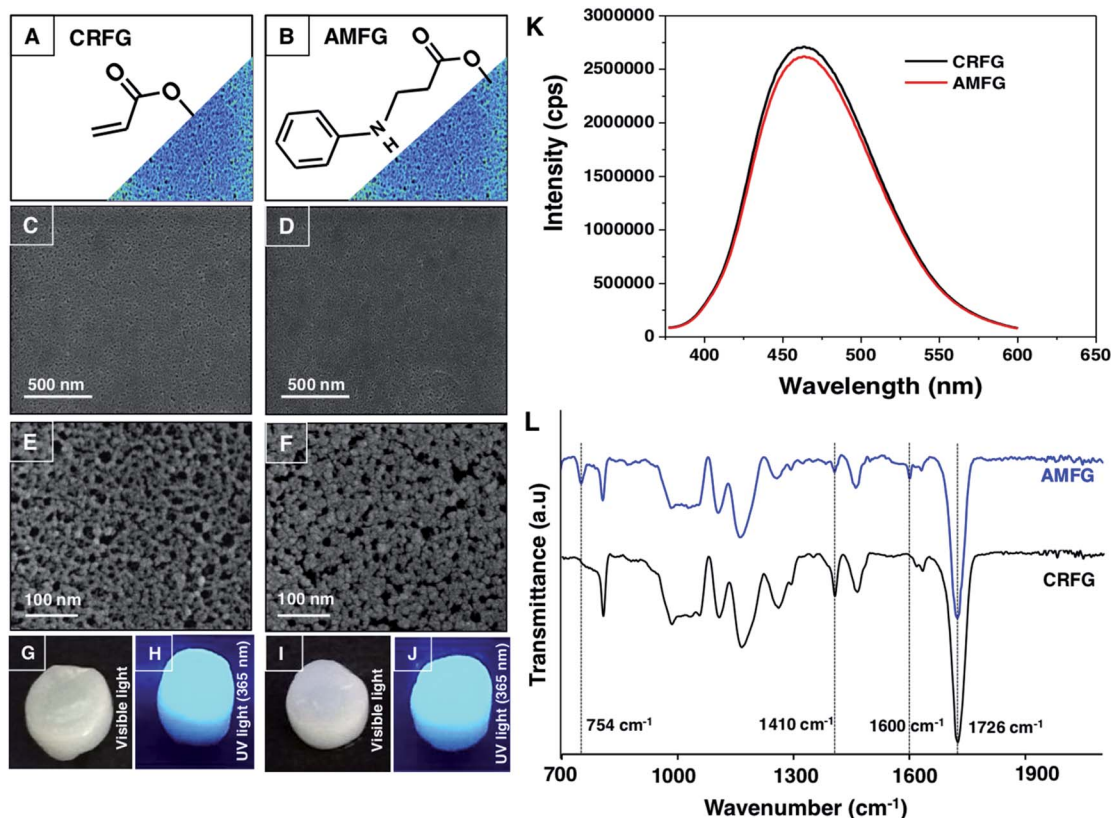 A CRFG
O
O
B AMFG
O
O
N
H
C
500 nm
D
500 nm
E
100 nm
F
100 nm
G
Visible light
H
UV light (365 nm)
I
Visible light
J
UV light (365 nm)
K
3000000
2500000
2000000
1500000
1000000
500000
0
Intensity (cps)
CRFG
AMFG
400 450 500 550 600 650
Wavelength (nm)
L
Transmittance (a.u)
AMFG
CRFG
754 cm⁻¹
1410 cm⁻¹
1600 cm⁻¹
1726 cm⁻¹
700 1000 1300 1600 1900
Wavenumber (cm⁻¹)